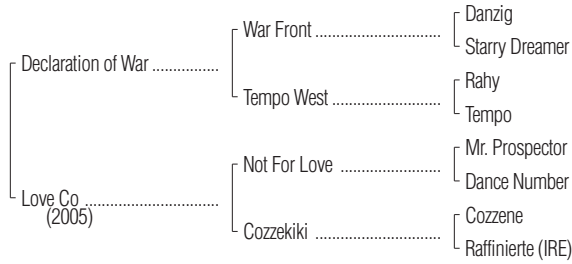 Danzig
War Front
Starry Dreamer
Declaration of War
Rahy
Tempo West
Tempo
Mr. Prospector
Not For Love
Dance Number
Love Co
(2005)
Cozzene
Cozzekiki
Raffinierte (IRE)